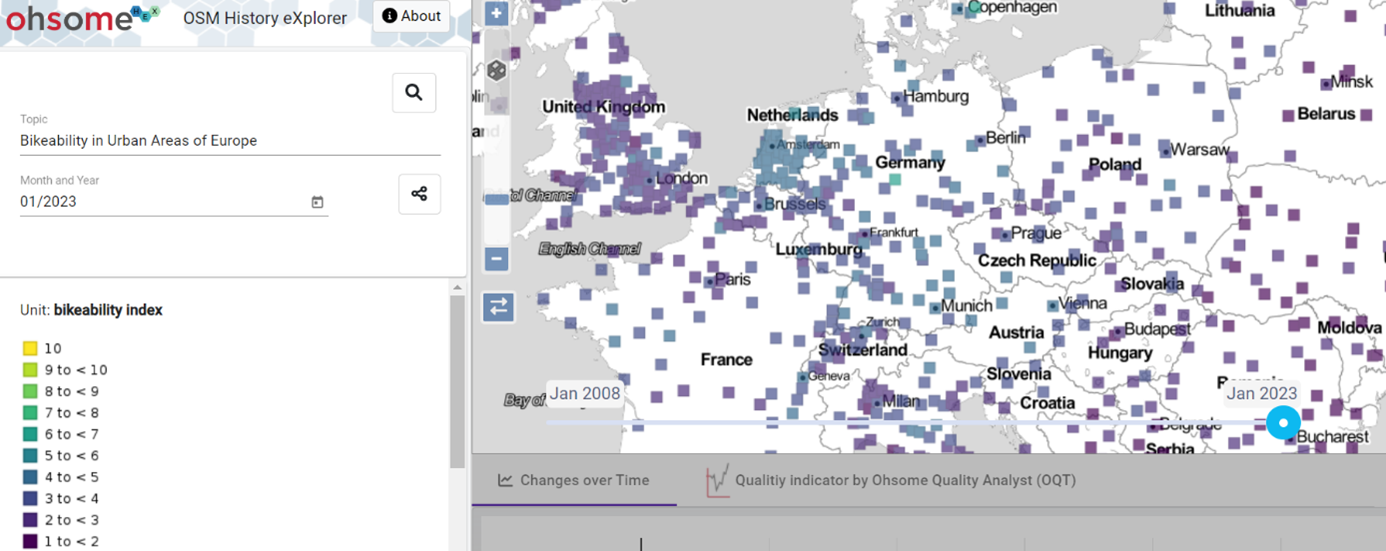 ohsome HEX
OSM History eXplorer
About
Topic
Bikeability in Urban Areas of Europe
Month and Year
01/2023
Unit: bikeability index
10
9 to < 10
8 to < 9
7 to < 8
6 to < 7
5 to < 6
4 to < 5
3 to < 4
2 to < 3
1 to < 2
Copenhagen
Lithuania
Minsk
Hamburg
United Kingdom
Netherlands
Belarus
Amsterdam
Berlin
Warsaw
Germany
Poland
London
Channel
Brussels
Frankfurt
Prague
English Channel
Luxemburg
Czech Republic
Paris
Slovakia
Munich
Vienna
Zurich
Budapest
Moldova
Austria
Switzerland
Hungary
France
Geneva
Slovenia
Jan 2008
Jan 2023
Bay of
Milan
Croatia
Belgrade
Bucharest
Serbia
Changes over Time
Qualitiy indicator by Ohsome Quality Analyst (OQT)